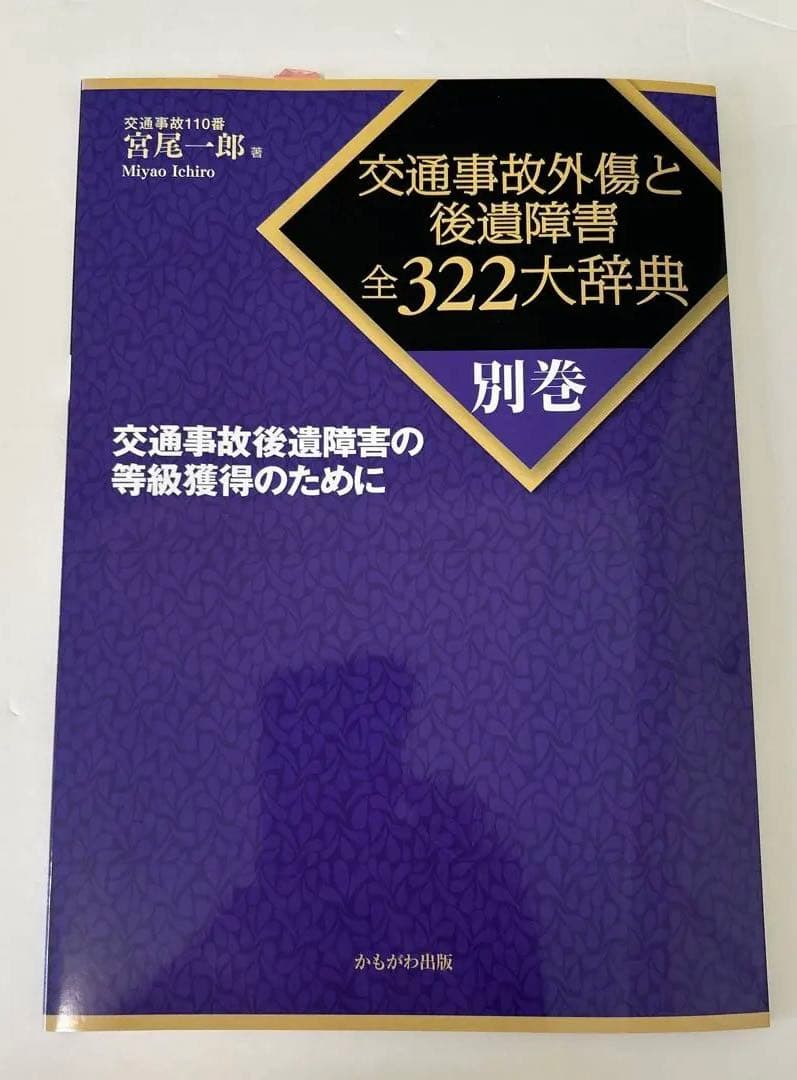 交通事故110番
宮尾一郎 著
Miyao Ichiro
交通事故外傷と
後遺障害
全322大辞典
別巻
交通事故後遺障害の
等級獲得のために
かもがわ出版